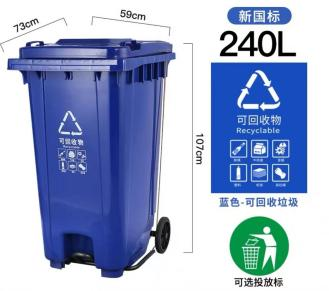 73cm
59cm
107cm
可回收物
Recyclable
新国标
240L
可回收物
Recyclable
蓝色-可回收垃圾
可选投放标